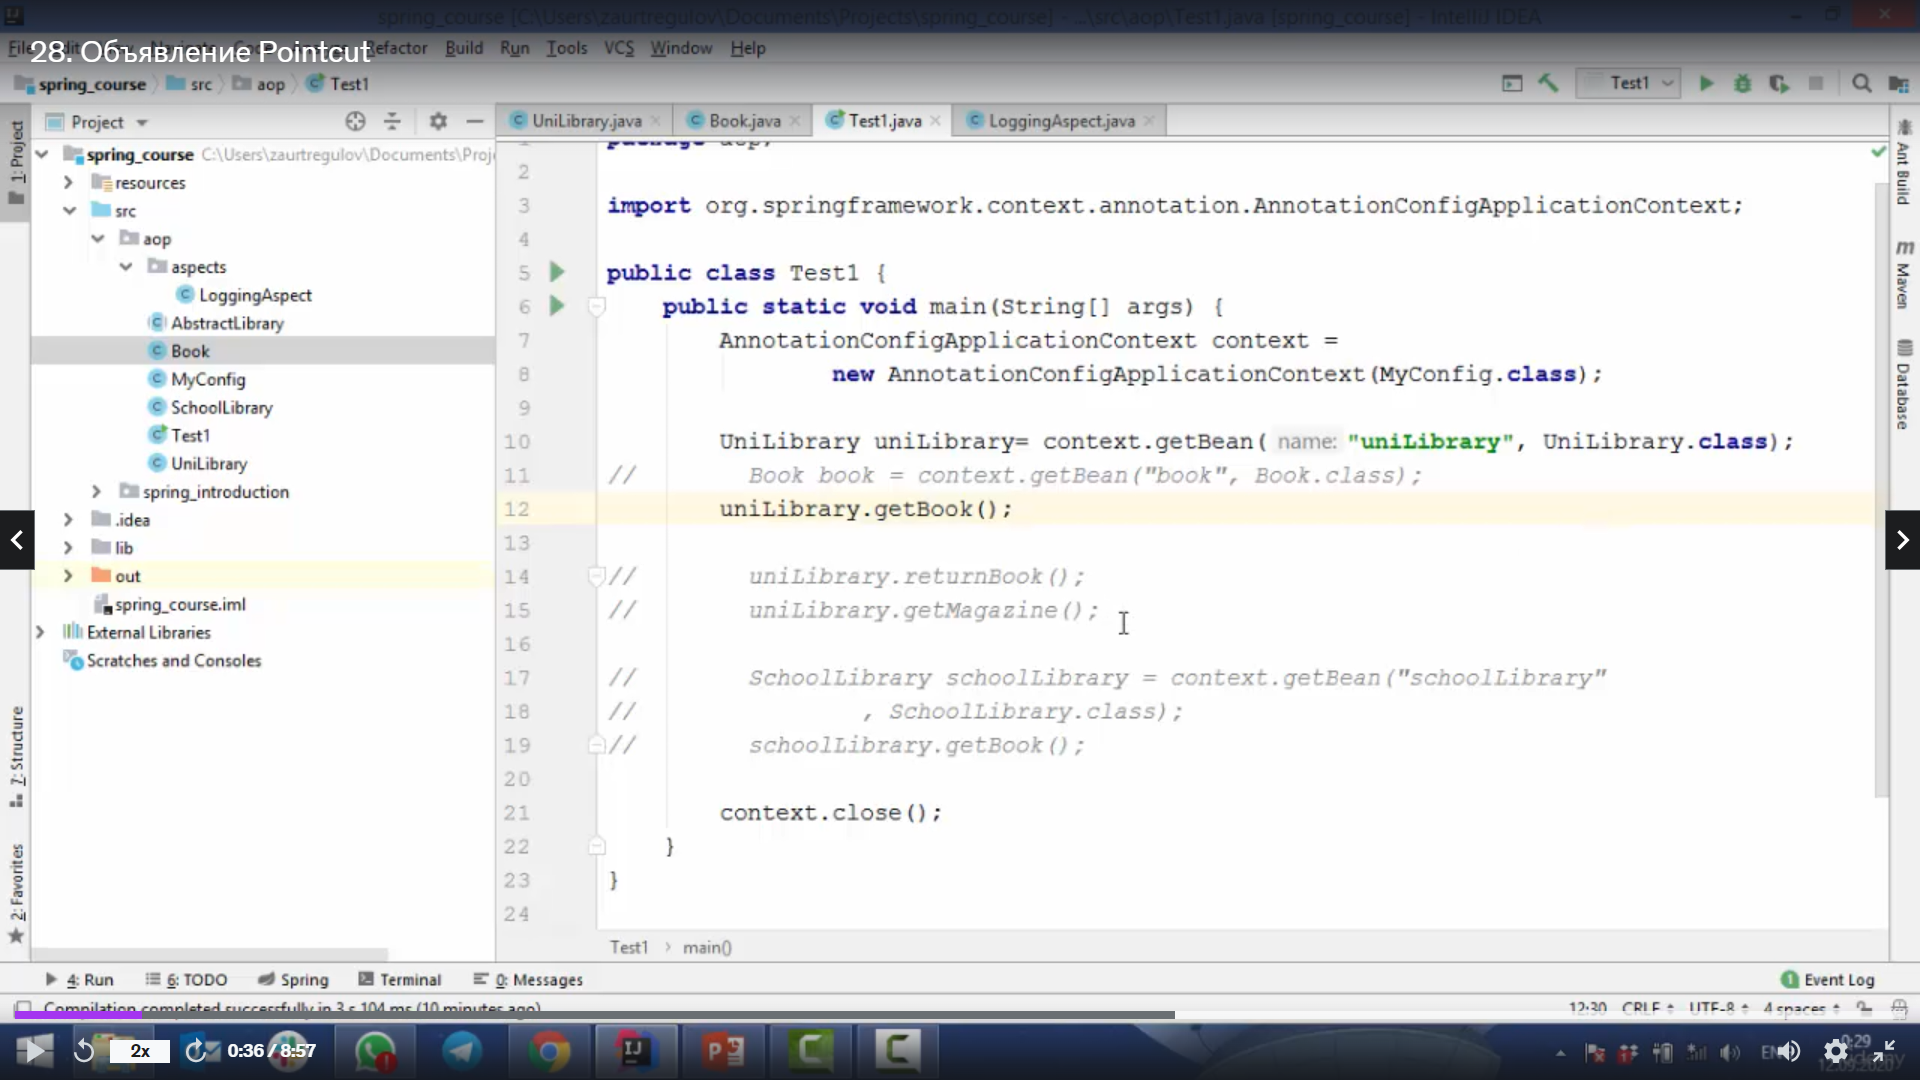 spring_course [C:\Users\zaurtregulov\Documents\Projects\spring_course] - ...\src\aop\Test1.java [spring_course] - IntelliJ IDEA
28. Объявление Pointcut
Refactor Build Run Tools VCS Window Help
spring_course src aop Test1
Test1
Project
UniLibrary.java Book.java Test1.java LoggingAspect.java
1: Project
7: Structure
2: Favorites
spring_course C:\Users\zaurtregulov\Documents\Proj
resources
src
aop
aspects
LoggingAspect
AbstractLibrary
Book
MyConfig
SchoolLibrary
Test1
UniLibrary
spring_introduction
.idea
lib
out
spring_course.iml
External Libraries
Scratches and Consoles
package aop;
2
3 import org.springframework.context.annotation.AnnotationConfigApplicationContext;
4
5 public class Test1 {
6 public static void main(String[] args) {
7 AnnotationConfigApplicationContext context =
8 new AnnotationConfigApplicationContext(MyConfig.class);
9
10 UniLibrary uniLibrary= context.getBean( name: "uniLibrary", UniLibrary.class);
11 // Book book = context.getBean("book", Book.class);
12 uniLibrary.getBook();
13
14 // uniLibrary.returnBook();
15 // uniLibrary.getMagazine();
16
17 // SchoolLibrary schoolLibrary = context.getBean("schoolLibrary"
18 // , SchoolLibrary.class);
19 // schoolLibrary.getBook();
20
21 context.close();
22 }
23 }
24
Test1 main()
Ant Build
m Maven
Database
4: Run 6: TODO Spring Terminal 0: Messages
1 Event Log
Compilation completed successfully in 3 s 104 ms (10 minutes ago)
12:30 CRLF UTF-8 4 spaces
2x 0:36 / 8:57